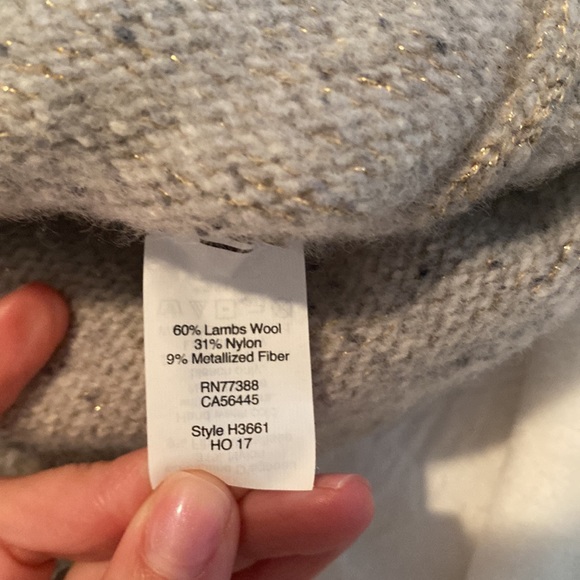 60% Lambs Wool
31% Nylon
9% Metallized Fiber
RN77388
CA56445
Style H3661
HO 17